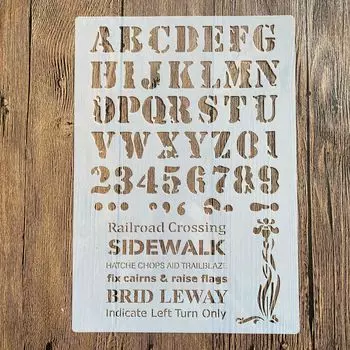 ABCDEFG
HIJKLMN
OPQRSTU
VWXYZ01
23456789
Railroad Crossing
SIDEWALK
HATCHE CHOPS AID TRAILBLAZE
fix cairns & raise flags
BRID LEWAY
Indicate Left Turn Only